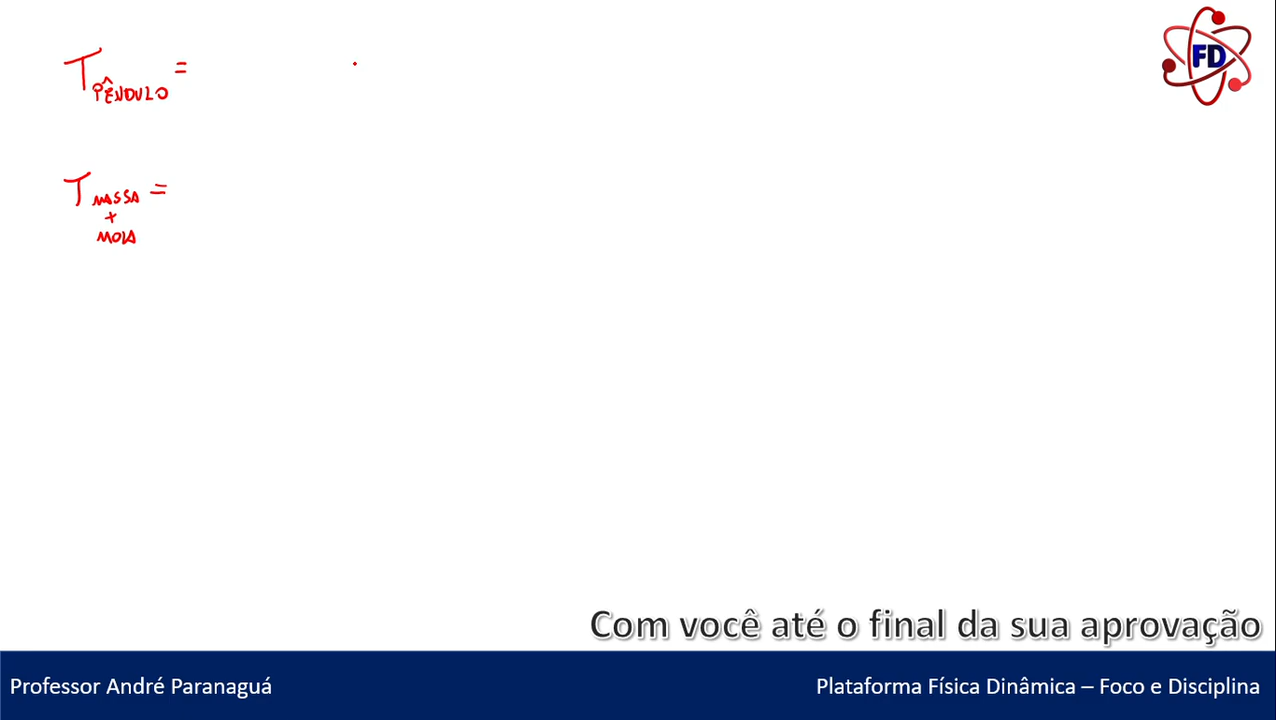 T PÊNDULO =
T MASSA =
+
MOLA
FD
Com você até o final da sua aprovação
Professor André Paranaguá
Plataforma Física Dinâmica – Foco e Disciplina